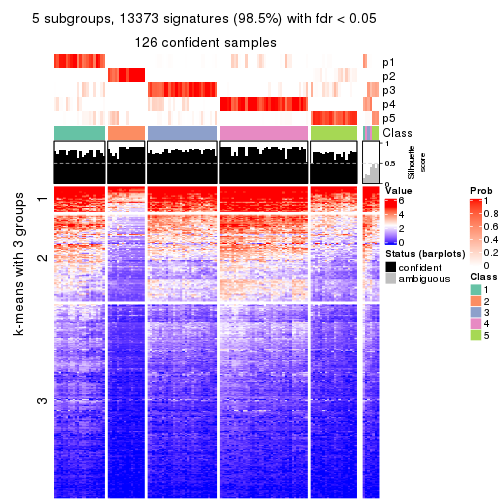 5 subgroups, 13373 signatures (98.5%) with fdr < 0.05
126 confident samples
p1
p2
p3
p4
p5
Class
1
0.5
0
Silhouette
score
k-means with 3 groups
1
2
3
Value
6
4
2
0
Status (barplots)
confident
ambiguous
Prob
1
0.8
0.6
0.4
0.2
0
Class
1
2
3
4
5